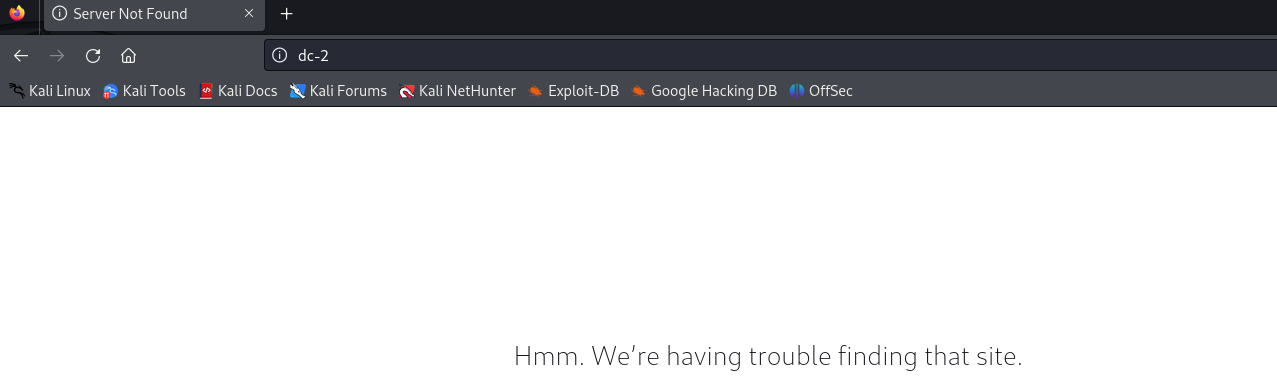 Server Not Found
dc-2
Kali Linux Kali Tools Kali Docs Kali Forums Kali NetHunter Exploit-DB Google Hacking DB OffSec
Hmm. We’re having trouble finding that site.